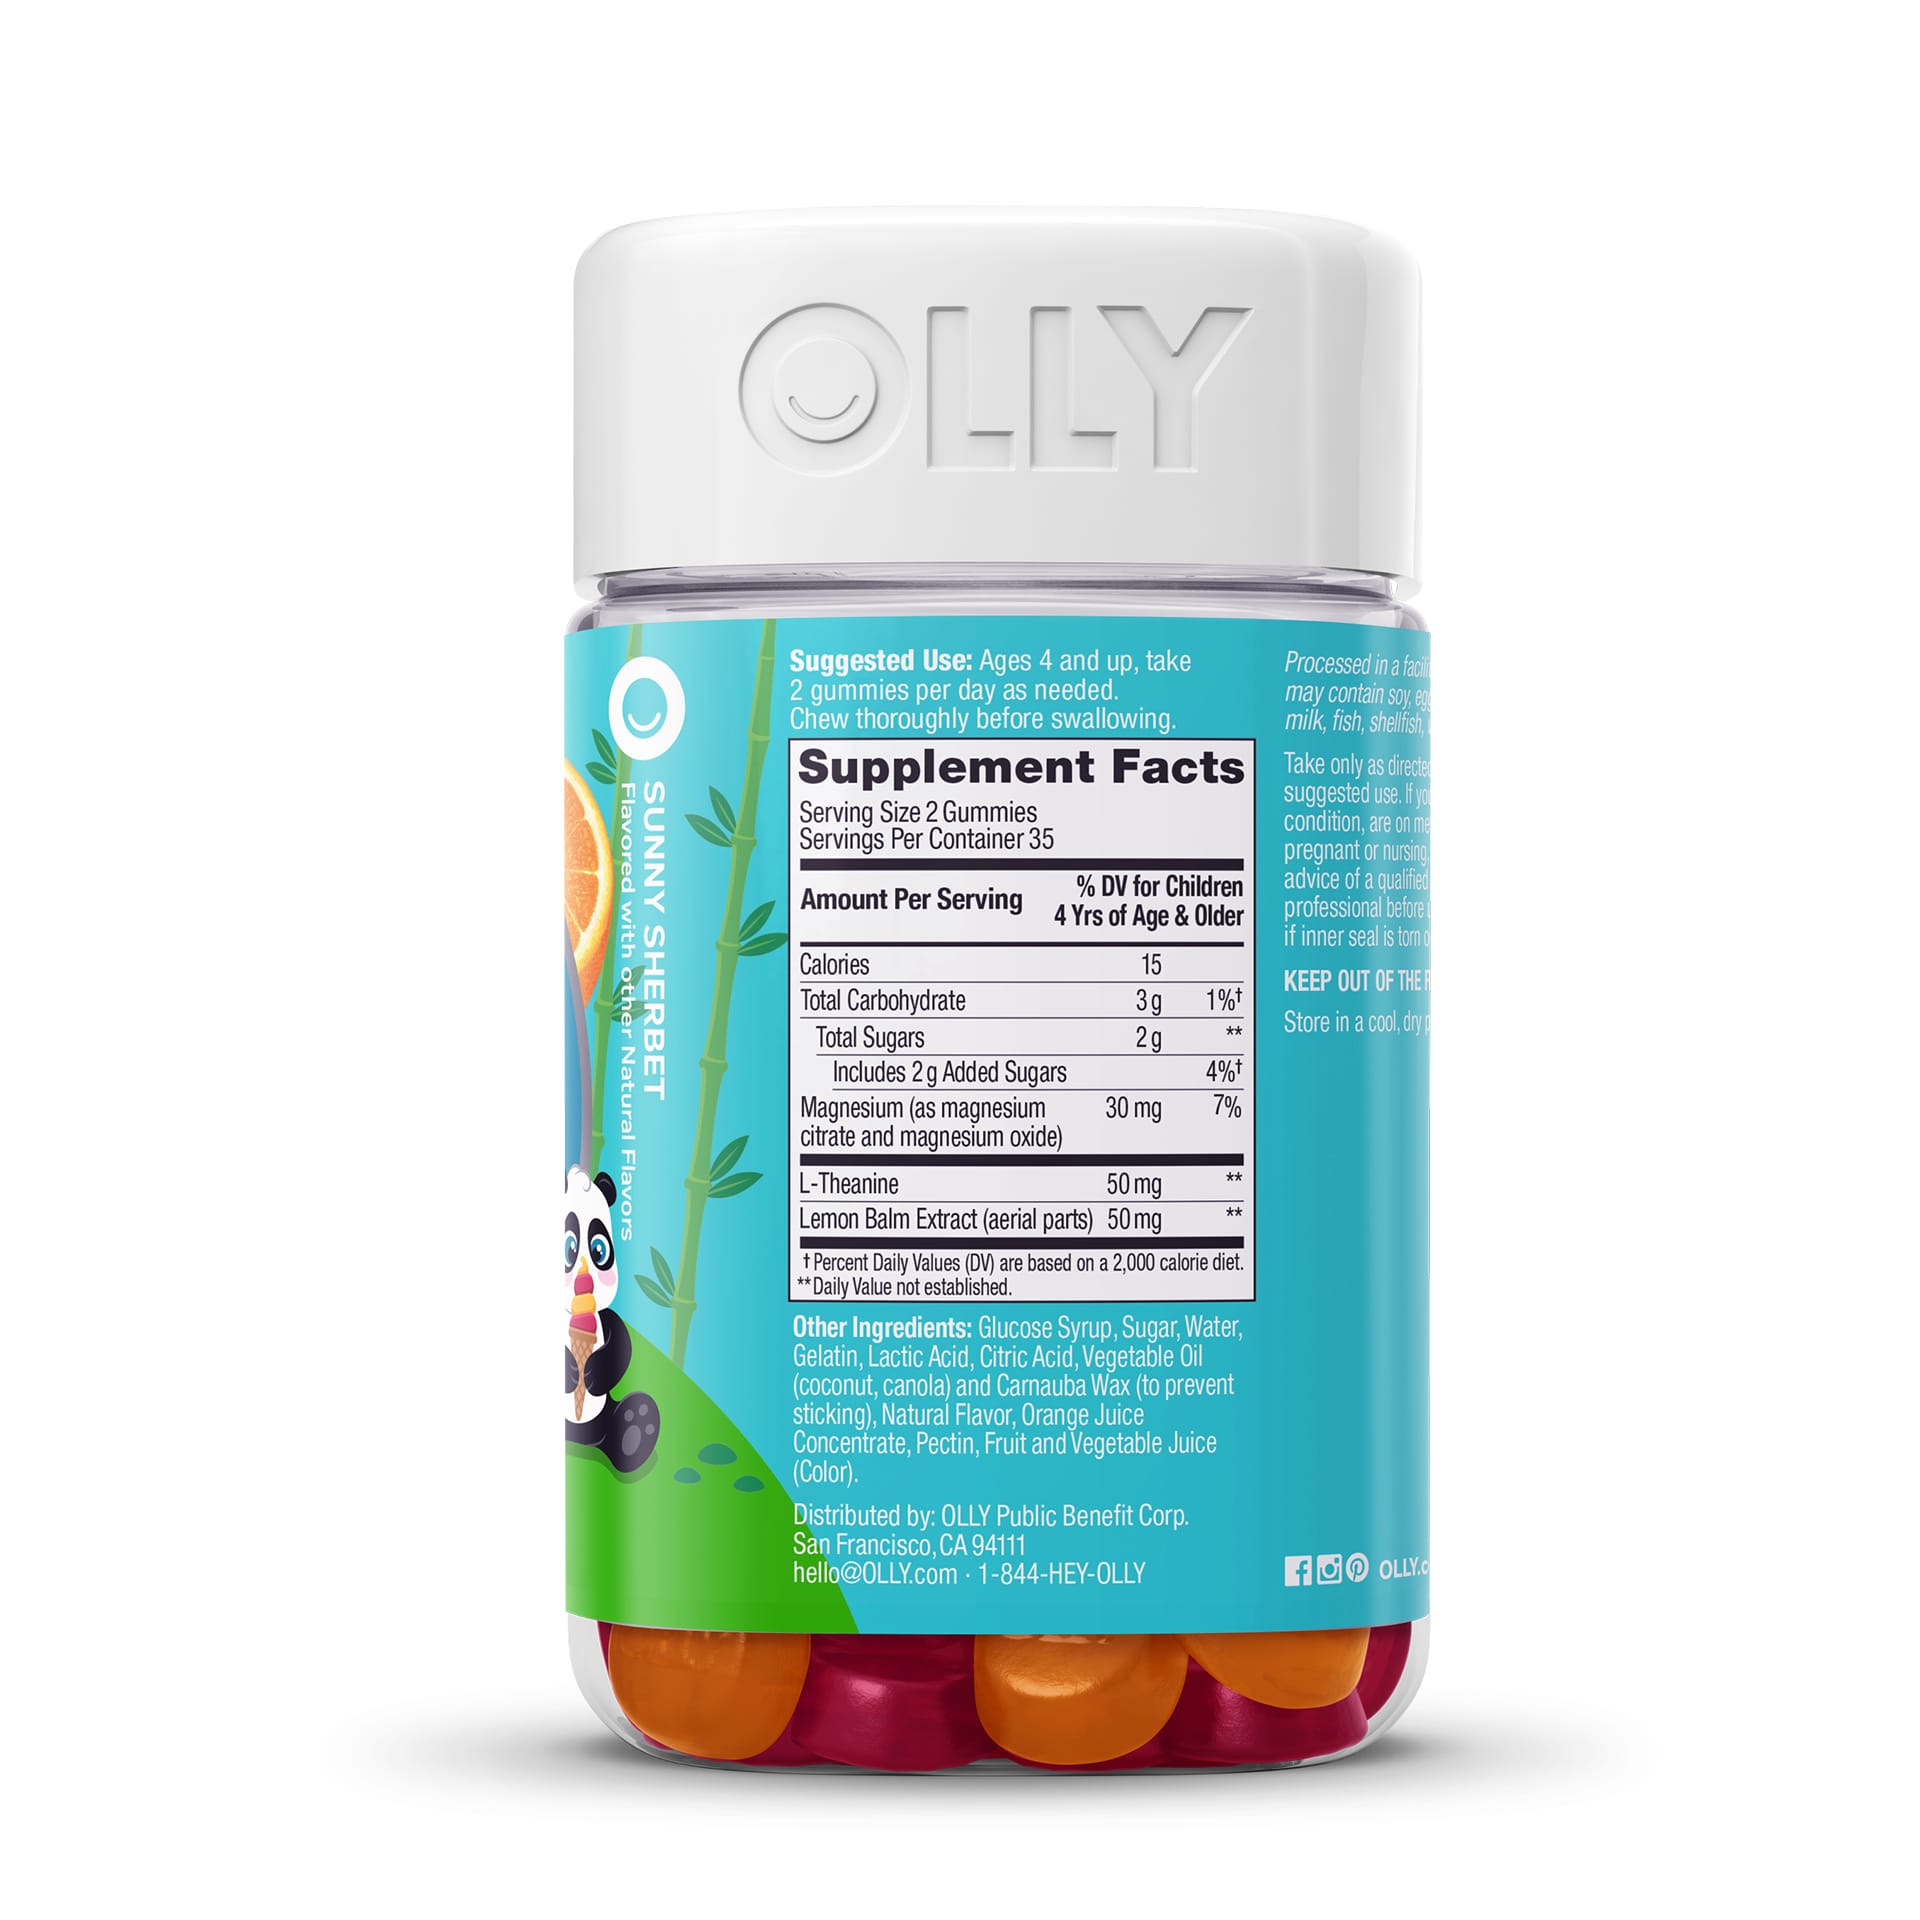 OLLY
SUNNY SHERBET
Flavored with other Natural Flavors
Suggested Use: Ages 4 and up, take
2 gummies per day as needed.
Chew thoroughly before swallowing.
Supplement Facts
Serving Size 2 Gummies
Servings Per Container 35
Amount Per Serving % DV for Children
4 Yrs of Age & Older
Calories 15
Total Carbohydrate 3 g 1%†
Total Sugars 2 g **
Includes 2 g Added Sugars 4%†
Magnesium (as magnesium 30 mg 7%
citrate and magnesium oxide)
L-Theanine 50 mg **
Lemon Balm Extract (aerial parts) 50 mg **
† Percent Daily Values (DV) are based on a 2,000 calorie diet.
** Daily Value not established.
Other Ingredients: Glucose Syrup, Sugar, Water,
Gelatin, Lactic Acid, Citric Acid, Vegetable Oil
(coconut, canola) and Carnauba Wax (to prevent
sticking), Natural Flavor, Orange Juice
Concentrate, Pectin, Fruit and Vegetable Juice
(Color).
Distributed by: OLLY Public Benefit Corp.
San Francisco, CA 94111
hello@OLLY.com · 1-844-HEY-OLLY
Processed in a
may contain soy,
milk, fish, shellfish,
Take only as
suggested use. If
condition, are on
pregnant or nursing,
advice of a qualified
professional before
if inner seal is torn
KEEP OUT OF THE
Store in a cool, dry